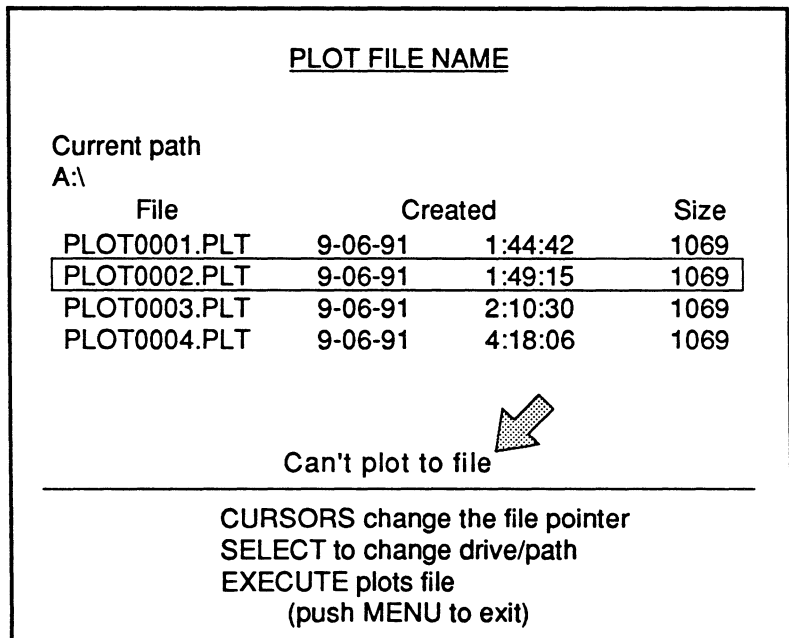 PLOT FILE NAME
Current path
A:\
File Created Size
PLOT0001.PLT 9-06-91 1:44:42 1069
PLOT0002.PLT 9-06-91 1:49:15 1069
PLOT0003.PLT 9-06-91 2:10:30 1069
PLOT0004.PLT 9-06-91 4:18:06 1069
Can't plot to file
CURSORS change the file pointer
SELECT to change drive/path
EXECUTE plots file
(push MENU to exit)